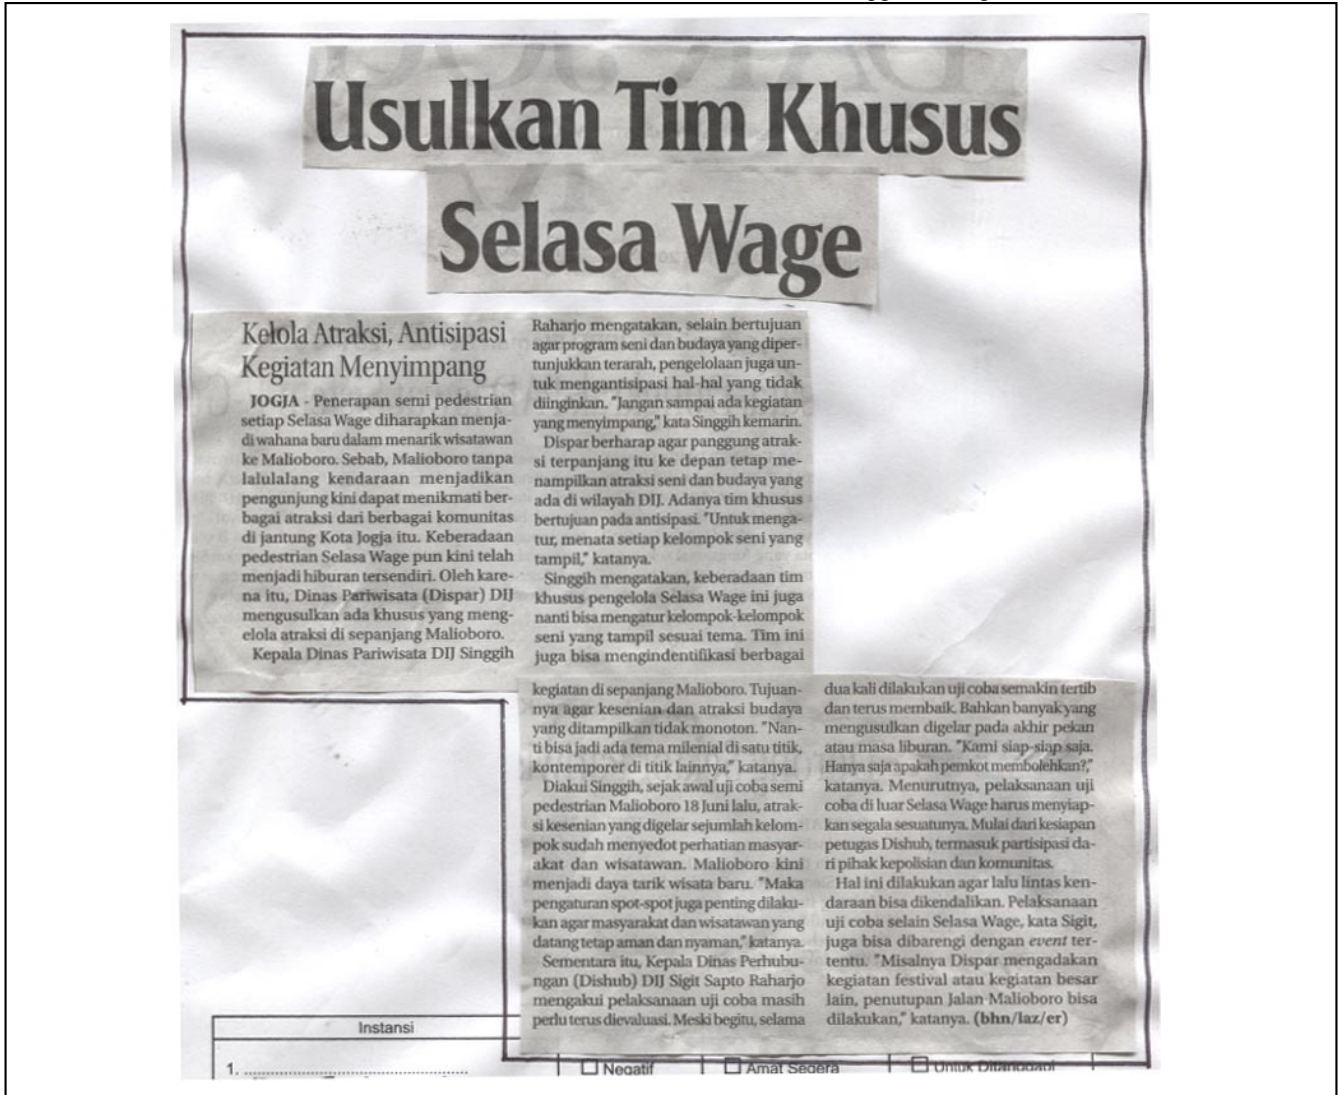 Usulkan Tim Khusus
Selasa Wage
Kelola Atraksi, Antisipasi
Kegiatan Menyimpang
JOGJA - Penerapan semi pedestrian
setiap Selasa Wage diharapkan menja-
di wahana baru dalam menarik wisatawan
ke Malioboro. Sebab, Malioboro tanpa
lalulalang kendaraan menjadikan
pengunjung kini dapat menikmati ber-
bagai atraksi dari berbagai komunitas
di jantung Kota Jogja itu. Keberadaan
pedestrian Selasa Wage pun kini telah
menjadi hiburan tersendiri. Oleh kare-
na itu, Dinas Pariwisata (Dispar) DIJ
mengusulkan ada khusus yang meng-
elola atraksi di sepanjang Malioboro.
Kepala Dinas Pariwisata DIJ Singgih
Raharjo mengatakan, selain bertujuan
agar program seni dan budaya yang diper-
tunjukkan terarah, pengelolaan juga un-
tuk mengantisipasi hal-hal yang tidak
diinginkan. "Jangan sampai ada kegiatan
yang menyimpang," kata Singgih kemarin.
Dispar berharap agar panggung atrak-
si terpanjang itu ke depan tetap me-
nampilkan atraksi seni dan budaya yang
ada di wilayah DIJ. Adanya tim khusus
bertujuan pada antisipasi. "Untuk menga-
tur, menata setiap kelompok seni yang
tampil," katanya.
Singgih mengatakan, keberadaan tim
khusus pengelola Selasa Wage ini juga
nanti bisa mengatur kelompok-kelompok
seni yang tampil sesuai tema. Tim ini
juga bisa mengindentifikasi berbagai
kegiatan di sepanjang Malioboro. Tujuan-
nya agar kesenian dan atraksi budaya
yang ditampilkan tidak monoton. "Nan-
ti bisa jadi ada tema milenial di satu titik,
kontemporer di titik lainnya," katanya.
Diakui Singgih, sejak awal uji coba semi
pedestrian Malioboro 18 Juni lalu, atrak-
si kesenian yang digelar sejumlah kelom-
pok sudah menyedot perhatian masyar-
akat dan wisatawan. Malioboro kini
menjadi daya tarik wisata baru. "Maka
pengaturan spot-spot juga penting dilaku-
kan agar masyarakat dan wisatawan yang
datang tetap aman dan nyaman," katanya.
Sementara itu, Kepala Dinas Perhubu-
ngan (Dishub) DIJ Sigit Sapto Raharjo
mengakui pelaksanaan uji coba masih
perlu terus dievaluasi. Meski begitu, selama
dua kali dilakukan uji coba semakin tertib
dan terus membaik. Bahkan banyak yang
mengusulkan digelar pada akhir pekan
atau masa liburan. "Kami siap-siap saja.
Hanya saja apakah pemkot membolehkan?,"
katanya. Menurutnya, pelaksanaan uji
coba di luar Selasa Wage harus menyiap-
kan segala sesuatunya. Mulai dari kesiapan
petugas Dishub, termasuk partisipasi da-
ri pihak kepolisian dan komunitas.
Hal ini dilakukan agar lalu lintas ken-
daraan bisa dikendalikan. Pelaksanaan
uji coba selain Selasa Wage, kata Sigit,
juga bisa dibarengi dengan event ter-
tentu. "Misalnya Dispar mengadakan
kegiatan festival atau kegiatan besar
lain, penutupan Jalan Malioboro bisa
dilakukan," katanya. (bhn/laz/er)
Instansi
1. ..................................................
Negatif
Amat Segera
Untuk Ditanggapi